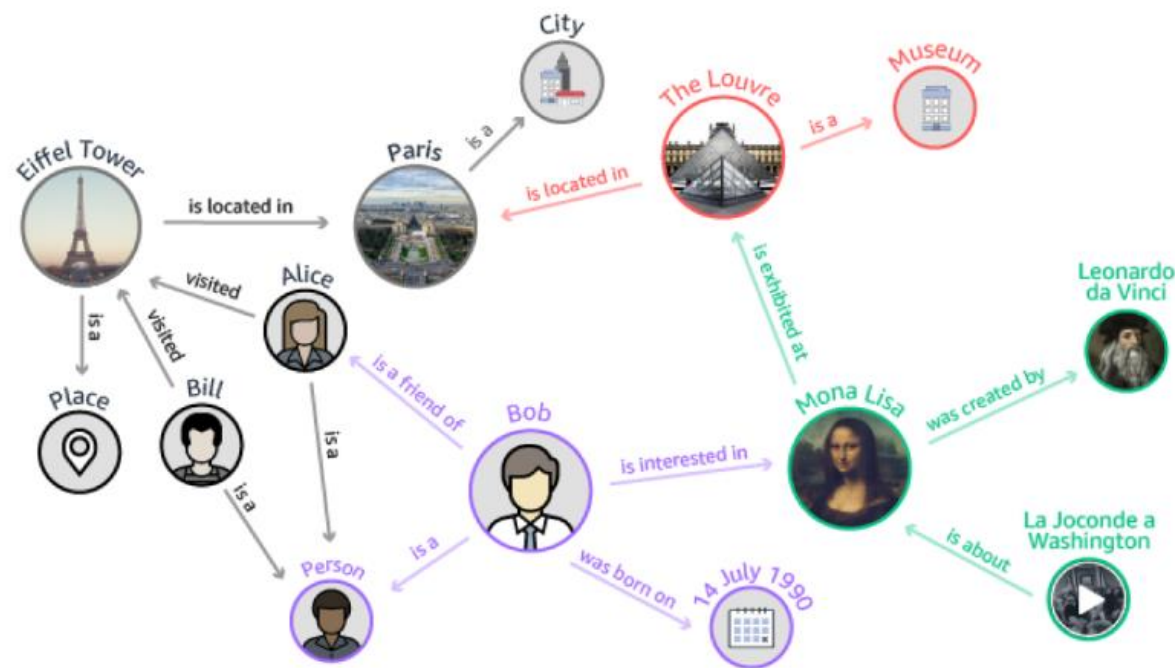 City
is a
Museum
is a
The Louvre
is located in
Paris
Eiffel Tower
is located in
visited
Alice
is a
visited
Place
Bill
is a
is a
is a friend of
Bob
Person
is a
is interested in
was born on
14 July 1990
is exhibited at
Mona Lisa
was created by
Leonardo
da Vinci
is about
La Joconde a
Washington